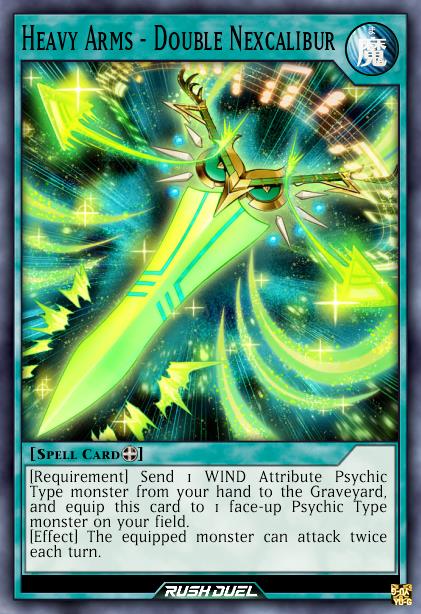 Heavy Arms - Double Nexcalibur
ま
魔
[Spell Card]
[Requirement] Send 1 WIND Attribute Psychic
Type monster from your hand to the Graveyard,
and equip this card to 1 face-up Psychic Type
monster on your field.
[Effect] The equipped monster can attack twice
each turn.
RUSH DUEL